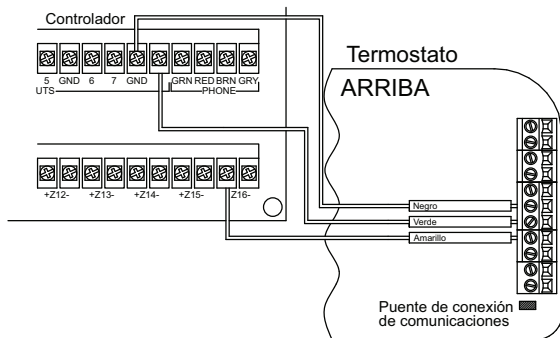 Controlador
5 GND 6 7 GND GRN RED BRN GRY
UTS PHONE
+Z12- +Z13- +Z14- +Z15- Z16-
Termostato
ARRIBA
Negro
Verde
Amarillo
Puente de conexión
de comunicaciones